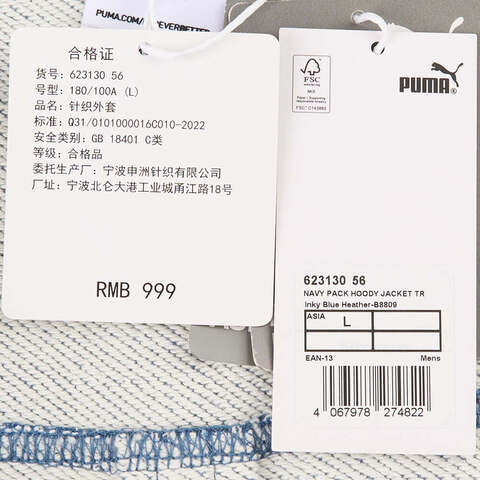 PUMA.COM/FOREVERBETTER
合格证
货号: 623130 56
号型: 180/100A (L)
品名: 针织外套
标准: Q31/0101000016C010-2022
安全类别: GB 18401 C类
等级: 合格品
委托生产厂: 宁波申洲针织有限公司
厂址: 宁波北仑大港工业城甬江路18号
RMB 999
FSC
MIX
PUMA
623130 56
NAVY PACK HOODY JACKET TR
Inky Blue Heather-B8809
ASIA
L
EAN-13
Mens
4 067978 274822